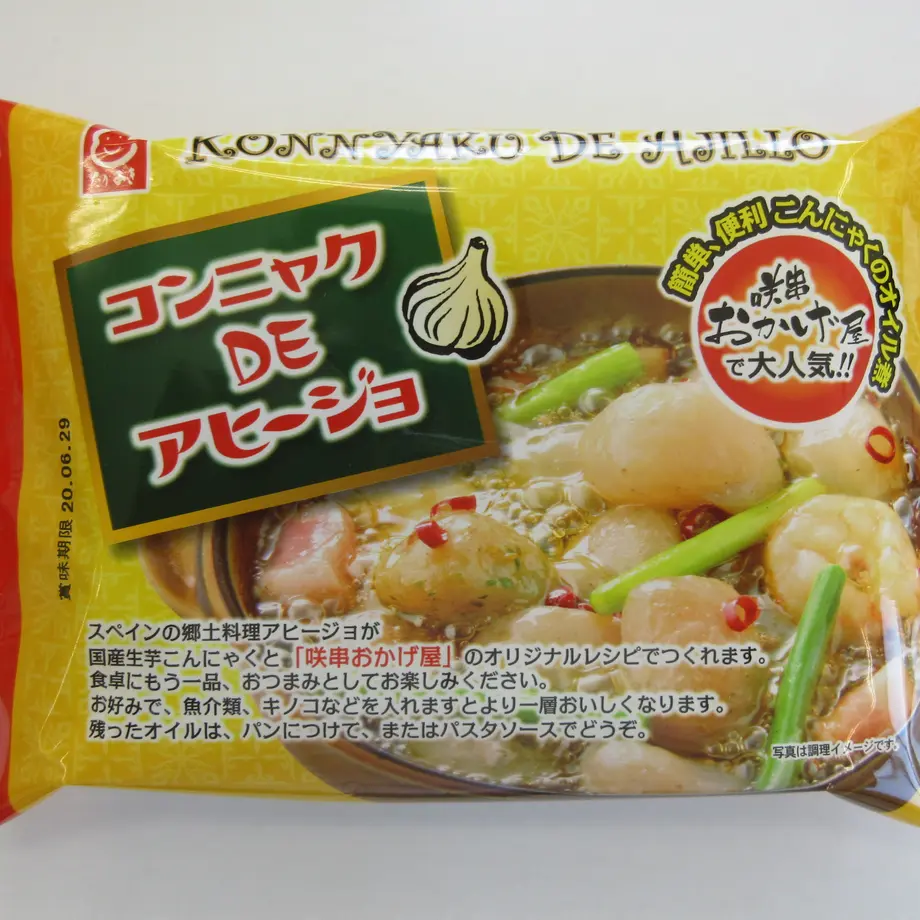 KONNYAKU DE AJILLO
コンニャク
DE
アヒージョ
簡単、便利 こんにゃくのオイル煮
咲串
おかげ屋
で大人気!!
賞味期限 20.06.29
スペインの郷土料理アヒージョが
国産生芋こんにゃくと「咲串おかげ屋」のオリジナルレシピでつくれます。
食卓にもう一品、おつまみとしてお楽しみください。
お好みで、魚介類、キノコなどを入れますとより一層おいしくなります。
残ったオイルは、パンにつけて、またはパスタソースでどうぞ。
写真は調理イメージです。